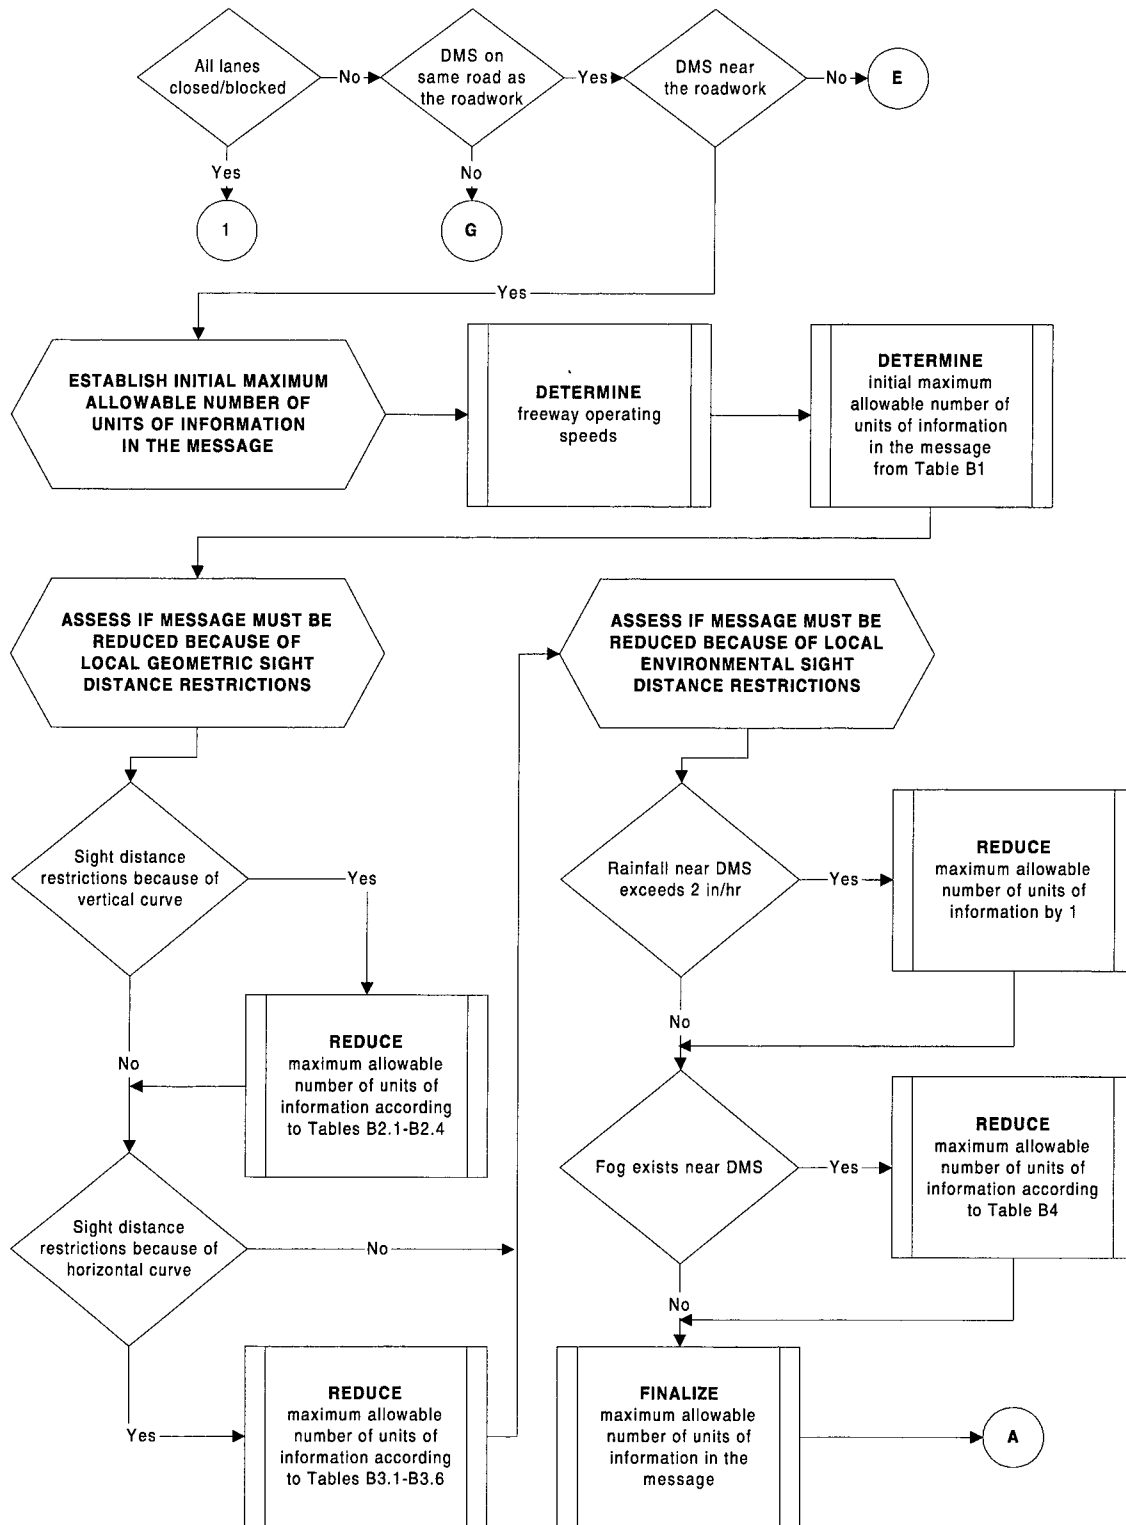 All lanes
closed/blocked
No
DMS on
same road as
the roadwork
Yes
DMS near
the roadwork
No
E
Yes
1
No
G
Yes
ESTABLISH INITIAL MAXIMUM
ALLOWABLE NUMBER OF
UNITS OF INFORMATION
IN THE MESSAGE
DETERMINE
freeway operating
speeds
DETERMINE
initial maximum
allowable number of
units of information
in the message
from Table B1
ASSESS IF MESSAGE MUST BE
REDUCED BECAUSE OF
LOCAL GEOMETRIC SIGHT
DISTANCE RESTRICTIONS
Sight distance
restrictions because of
vertical curve
Yes
No
REDUCE
maximum allowable
number of units of
information according
to Tables B2.1-B2.4
Sight distance
restrictions because of
horizontal curve
No
Yes
REDUCE
maximum allowable
number of units of
information according
to Tables B3.1-B3.6
ASSESS IF MESSAGE MUST BE
REDUCED BECAUSE OF LOCAL
ENVIRONMENTAL SIGHT
DISTANCE RESTRICTIONS
Rainfall near DMS
exceeds 2 in/hr
Yes
REDUCE
maximum allowable
number of units of
information by 1
No
Fog exists near DMS
Yes
REDUCE
maximum allowable
number of units of
information according
to Table B4
No
FINALIZE
maximum allowable
number of units of
information in the
message
A